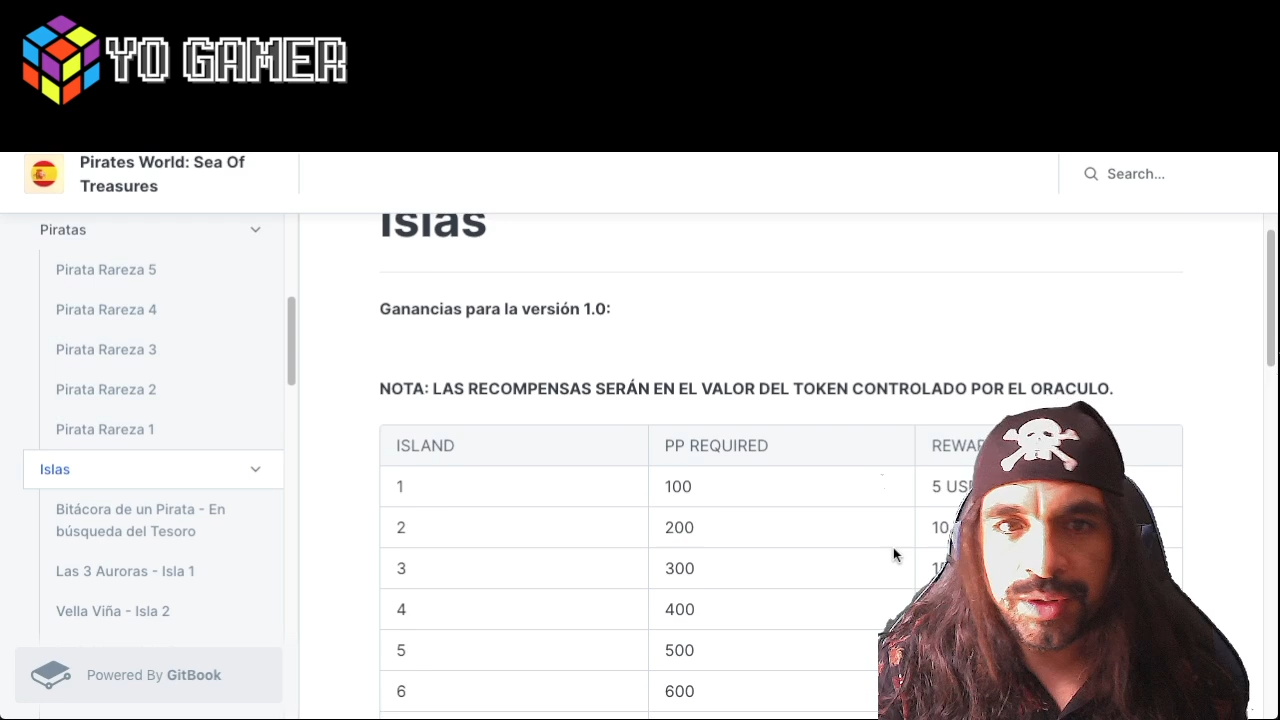 YO GAMER
Pirates World: Sea Of
Treasures
Search...
Piratas
Pirata Rareza 5
Pirata Rareza 4
Pirata Rareza 3
Pirata Rareza 2
Pirata Rareza 1
Islas
Bitácora de un Pirata - En
búsqueda del Tesoro
Las 3 Auroras - Isla 1
Vella Viña - Isla 2
Powered By GitBook
Islas
Ganancias para la versión 1.0:
NOTA: LAS RECOMPENSAS SERÁN EN EL VALOR DEL TOKEN CONTROLADO POR EL ORACULO.
ISLAND PP REQUIRED
1 100 5
2 200 10
3 300
4 400
5 500
6 600